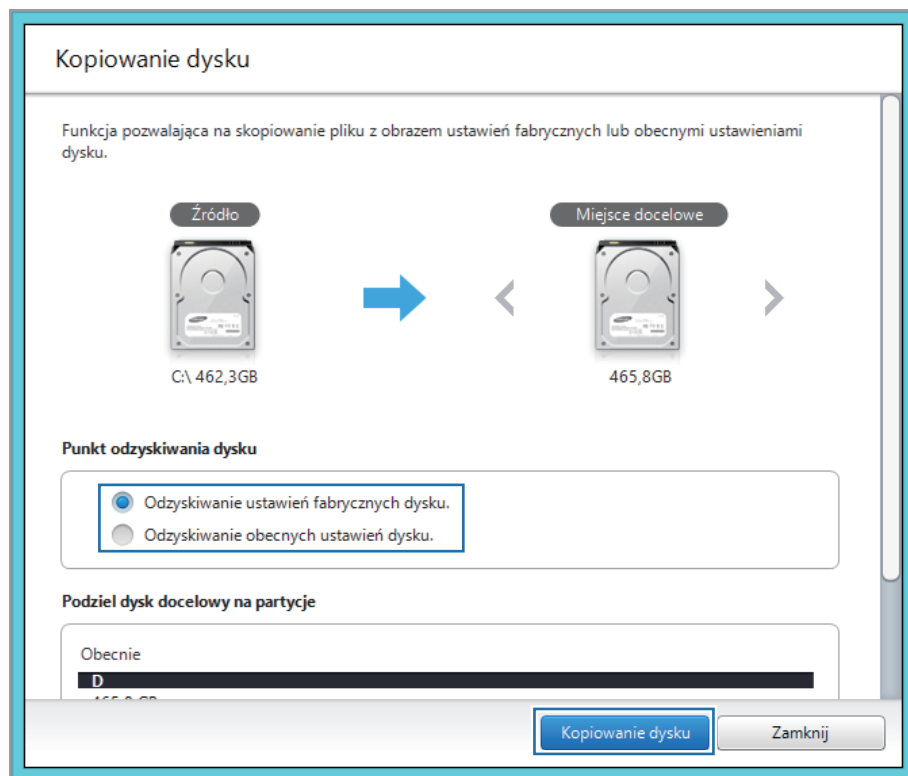 Kopiowanie dysku
Funkcja pozwalająca na skopiowanie pliku z obrazem ustawień fabrycznych lub obecnymi ustawieniami
dysku.
Źródło
Miejsce docelowe
C:\ 462,3GB
465,8GB
Punkt odzyskiwania dysku
Odzyskiwanie ustawień fabrycznych dysku.
Odzyskiwanie obecnych ustawień dysku.
Podziel dysk docelowy na partycje
Obecnie
D
Kopiowanie dysku
Zamknij